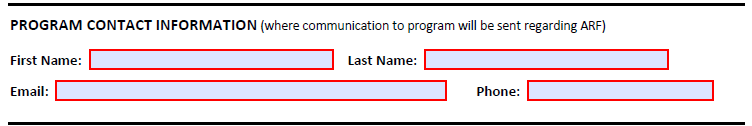 PROGRAM CONTACT INFORMATION (where communication to program will be sent regarding ARF)
First Name: Last Name:
Email: Phone: